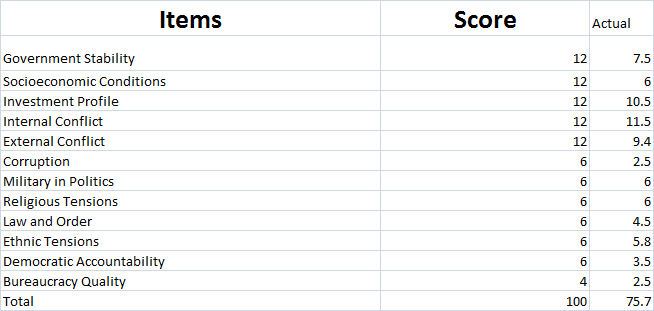 Items Score Actual
Government Stability 12 7.5
Socioeconomic Conditions 12 6
Investment Profile 12 10.5
Internal Conflict 12 11.5
External Conflict 12 9.4
Corruption 6 2.5
Military in Politics 6 6
Religious Tensions 6 6
Law and Order 6 4.5
Ethnic Tensions 6 5.8
Democratic Accountability 6 3.5
Bureaucracy Quality 4 2.5
Total 100 75.7